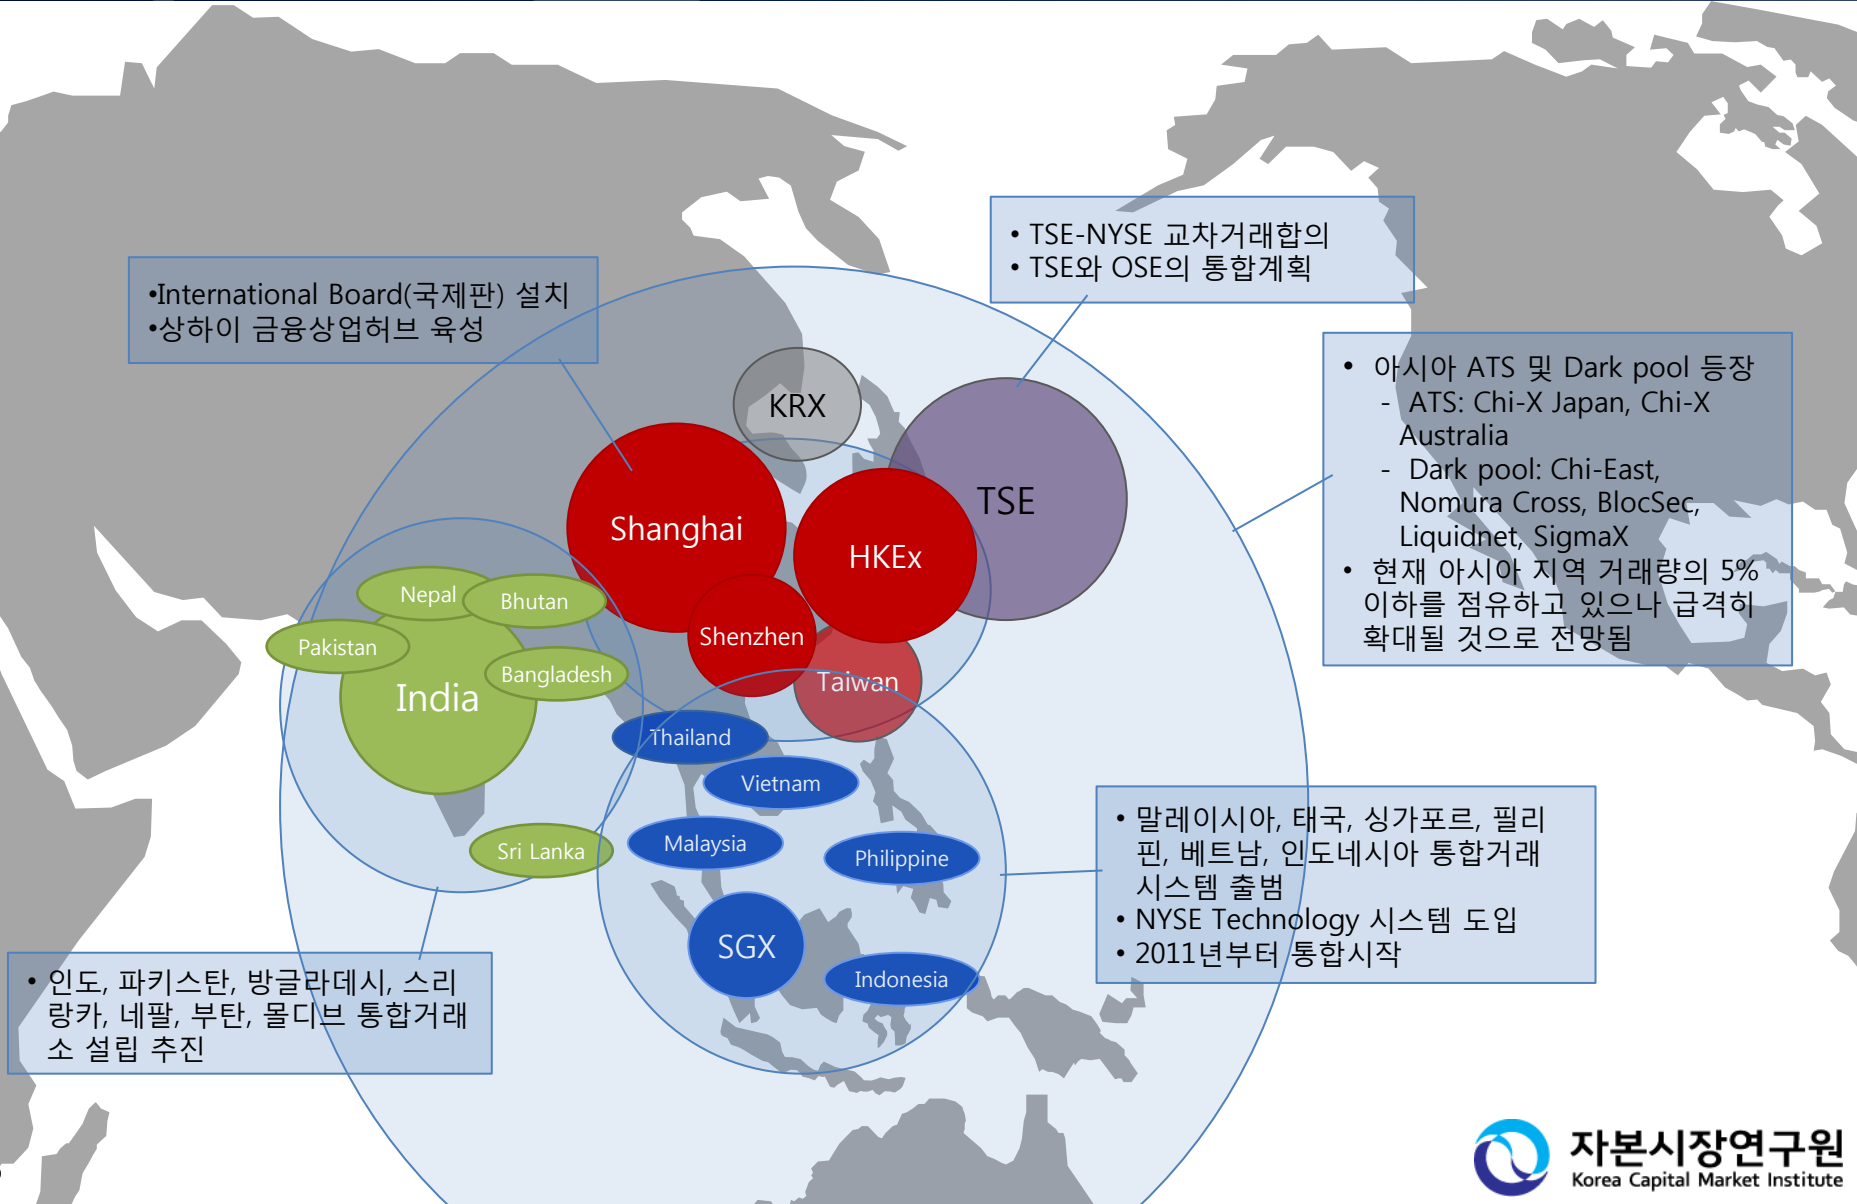 • TSE-NYSE 교차거래합의
• TSE와 OSE의 통합계획
•International Board(국제판) 설치
•상하이 금융상업허브 육성
• 아시아 ATS 및 Dark pool 등장
- ATS: Chi-X Japan, Chi-X
Australia
- Dark pool: Chi-East,
Nomura Cross, BlocSec,
Liquidnet, SigmaX
• 현재 아시아 지역 거래량의 5%
이하를 점유하고 있으나 급격히
확대될 것으로 전망됨
KRX
TSE
Shanghai
HKEx
Nepal
Bhutan
Shenzhen
Pakistan
Bangladesh
Taiwan
India
Thailand
Vietnam
Malaysia
Sri Lanka
Philippine
SGX
Indonesia
• 말레이시아, 태국, 싱가포르, 필리
핀, 베트남, 인도네시아 통합거래
시스템 출범
• NYSE Technology 시스템 도입
• 2011년부터 통합시작
• 인도, 파키스탄, 방글라데시, 스리
랑카, 네팔, 부탄, 몰디브 통합거래
소 설립 추진
자본시장연구원
Korea Capital Market Institute